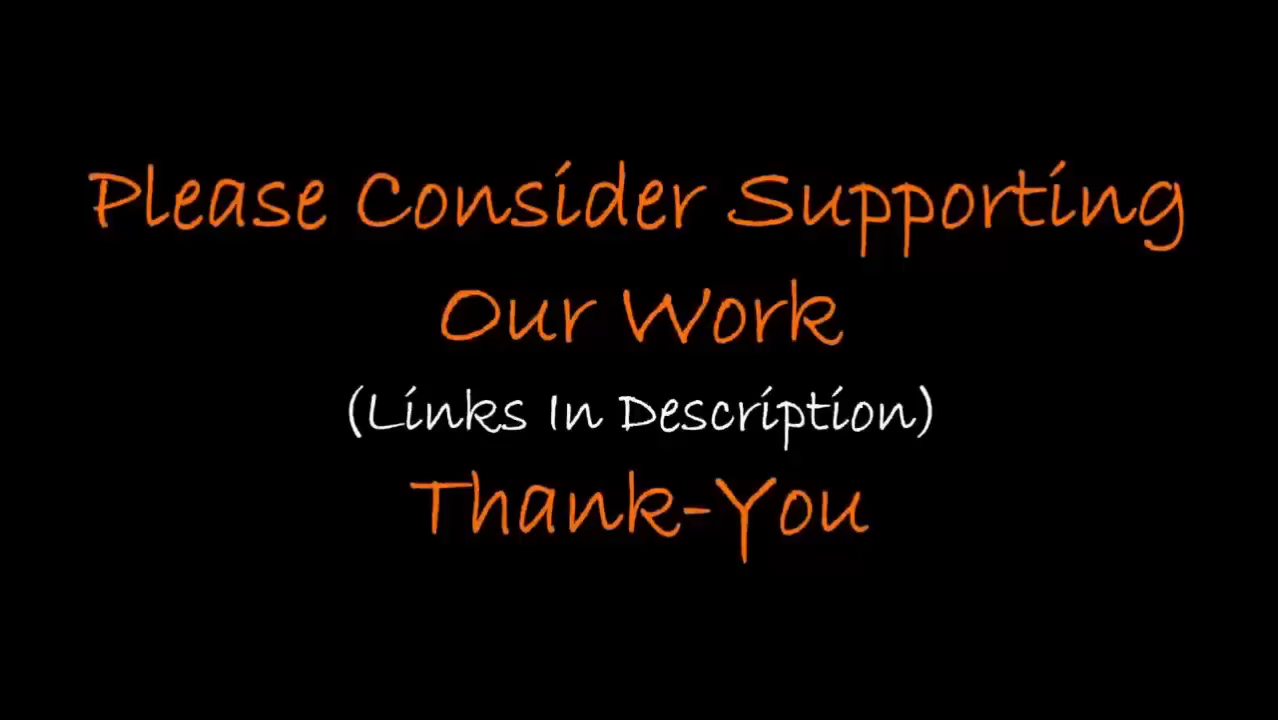 Please Consider Supporting
Our Work
(Links In Description)
Thank-You